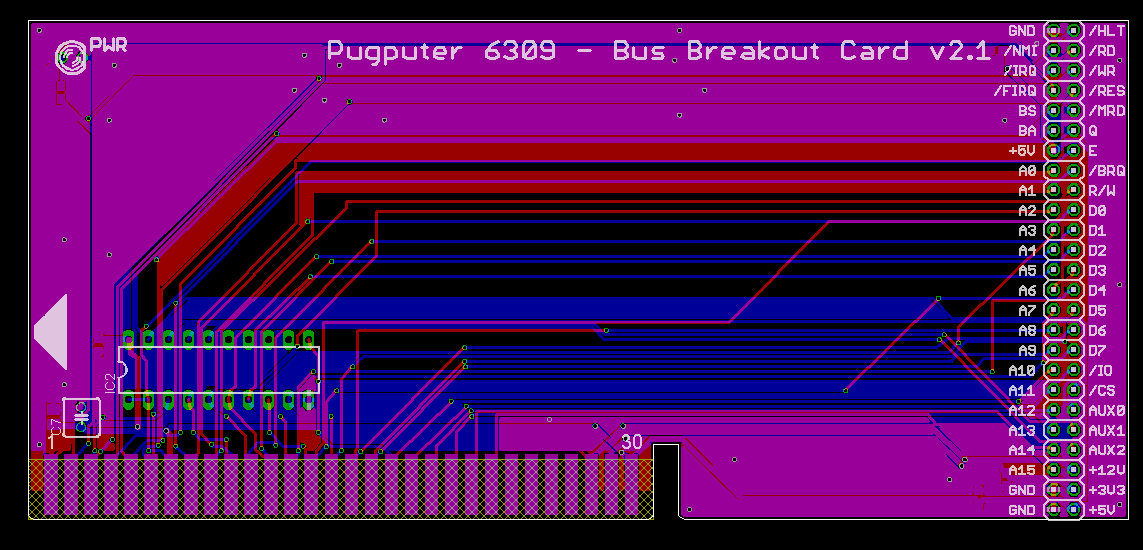 PWR
Pugputer 6309 - Bus Breakout Card v2.1
GND /HLT
/NMI /RD
/IRQ /WR
/FIRQ /RES
BS /MRD
BA Q
+5V E
A0 /BRQ
A1 R/W
A2 D0
A3 D1
A4 D2
A5 D3
A6 D4
A7 D5
A8 D6
A9 D7
A10 /IO
A11 /CS
A12 AUX0
A13 AUX1
A14 AUX2
A15 +12V
GND +3V3
GND +5V
IC2
C7
1
30